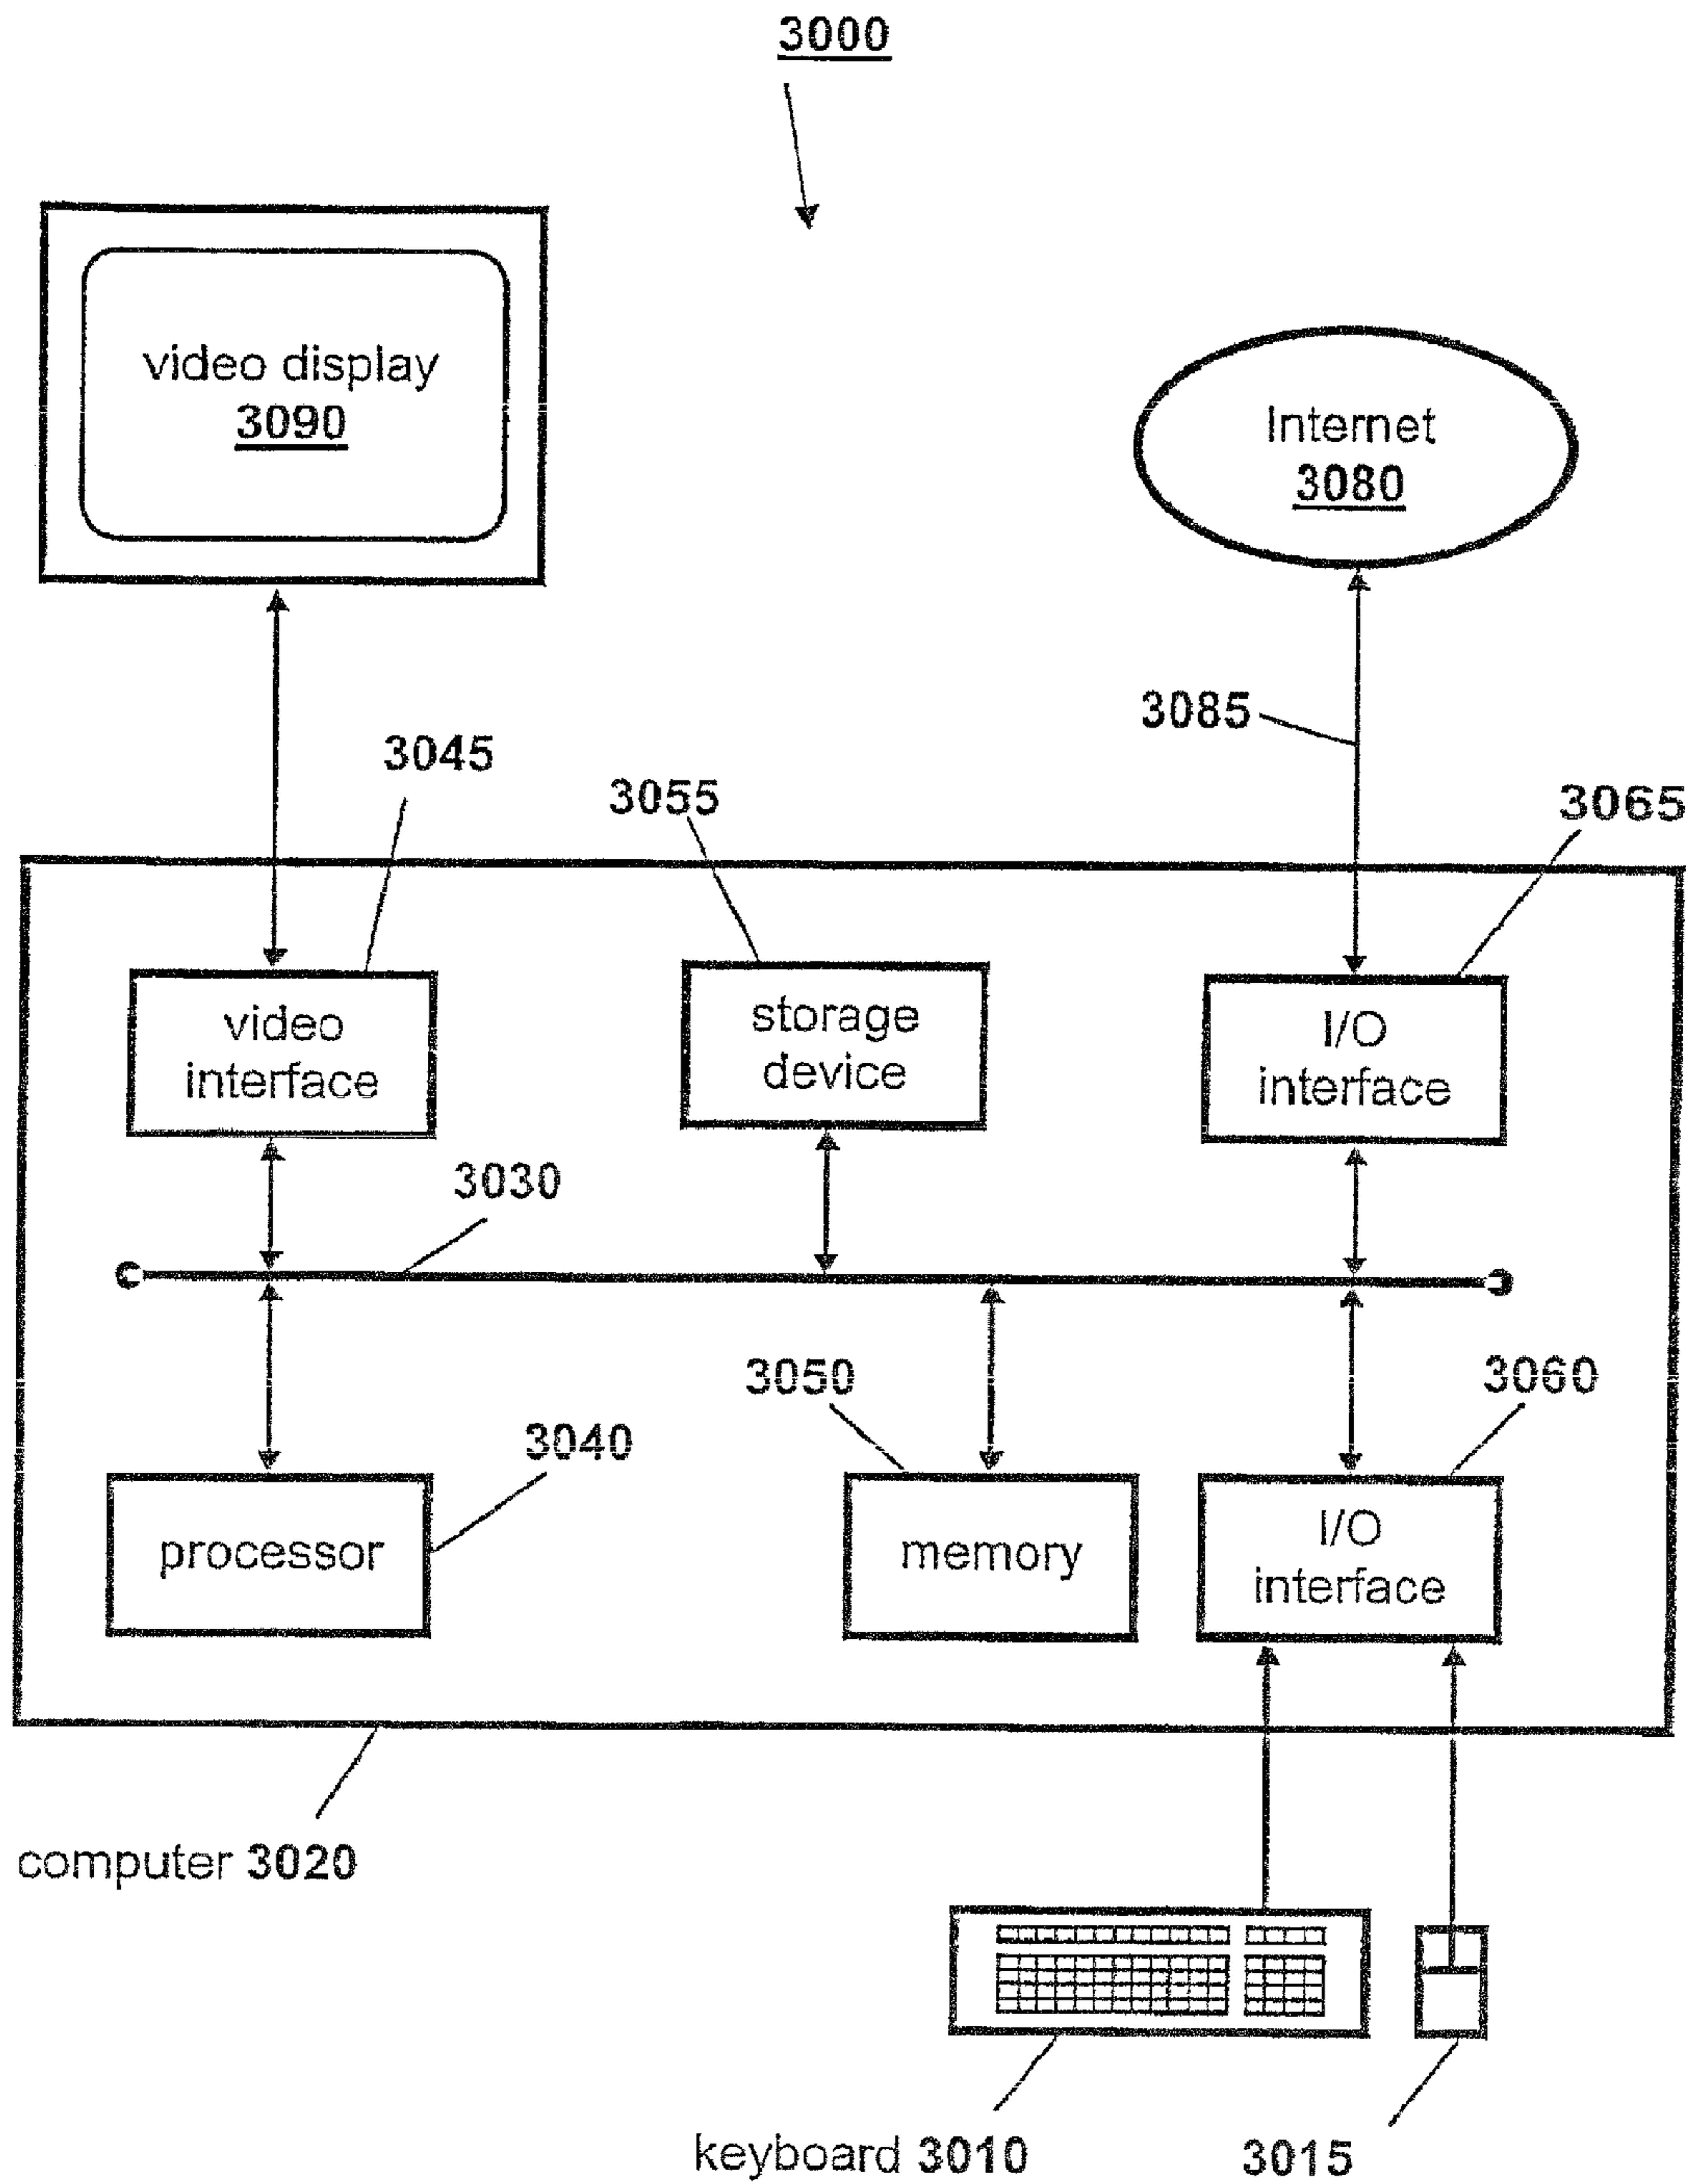 3000
video display
3090
Internet
3080
3085
3045
3055
3065
video
interface
storage
device
I/O
interface
3030
3050
3060
3040
processor
memory
I/O
interface
computer 3020
keyboard 3010
3015